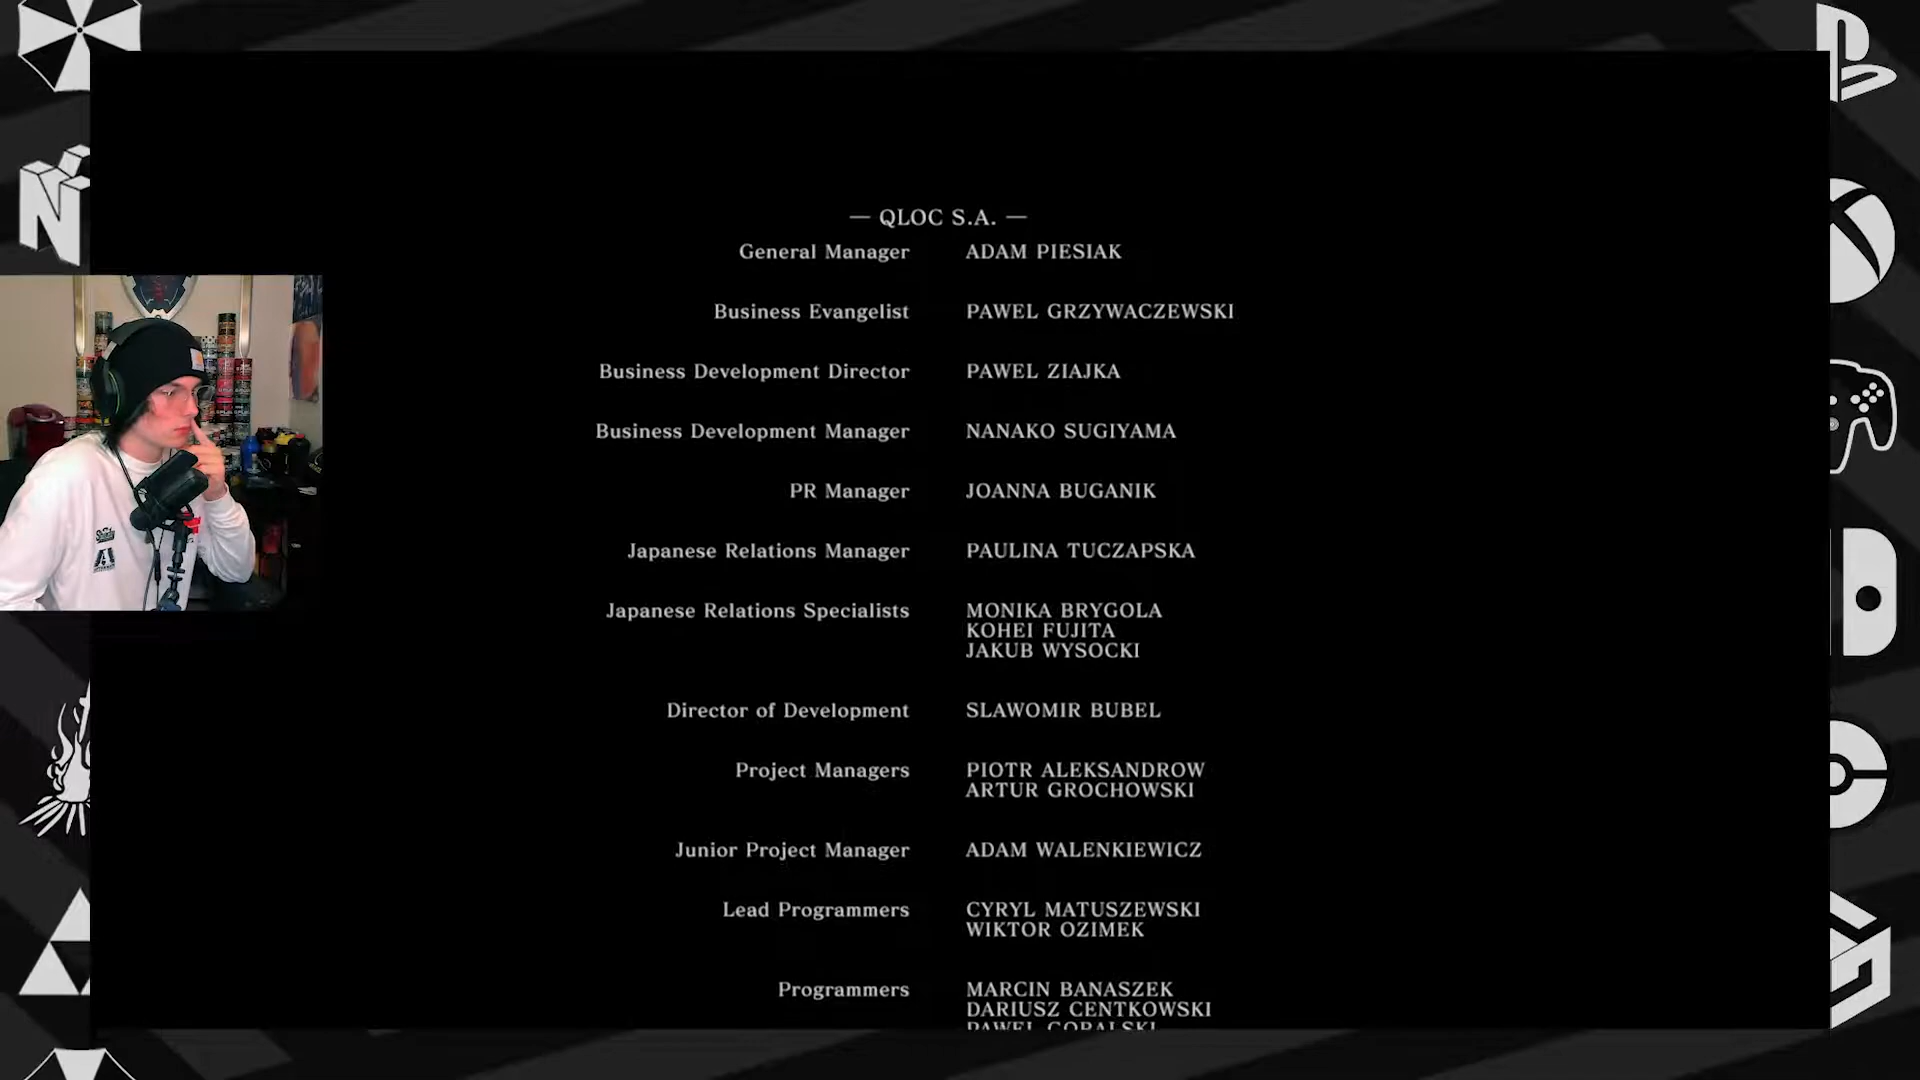 — QLOC S.A. —
General Manager ADAM PIESIAK
Business Evangelist PAWEL GRZYWACZEWSKI
Business Development Director PAWEL ZIAJKA
Business Development Manager NANAKO SUGIYAMA
PR Manager JOANNA BUGANIK
Japanese Relations Manager PAULINA TUCZAPSKA
Japanese Relations Specialists MONIKA BRYGOLA
KOHEI FUJITA
JAKUB WYSOCKI
Director of Development SLAWOMIR BUBEL
Project Managers PIOTR ALEKSANDROW
ARTUR GROCHOWSKI
Junior Project Manager ADAM WALENKIEWICZ
Lead Programmers CYRYL MATUSZEWSKI
WIKTOR OZIMEK
Programmers MARCIN BANASZEK
DARIUSZ CENTKOWSKI
PAWEL GORALSKI